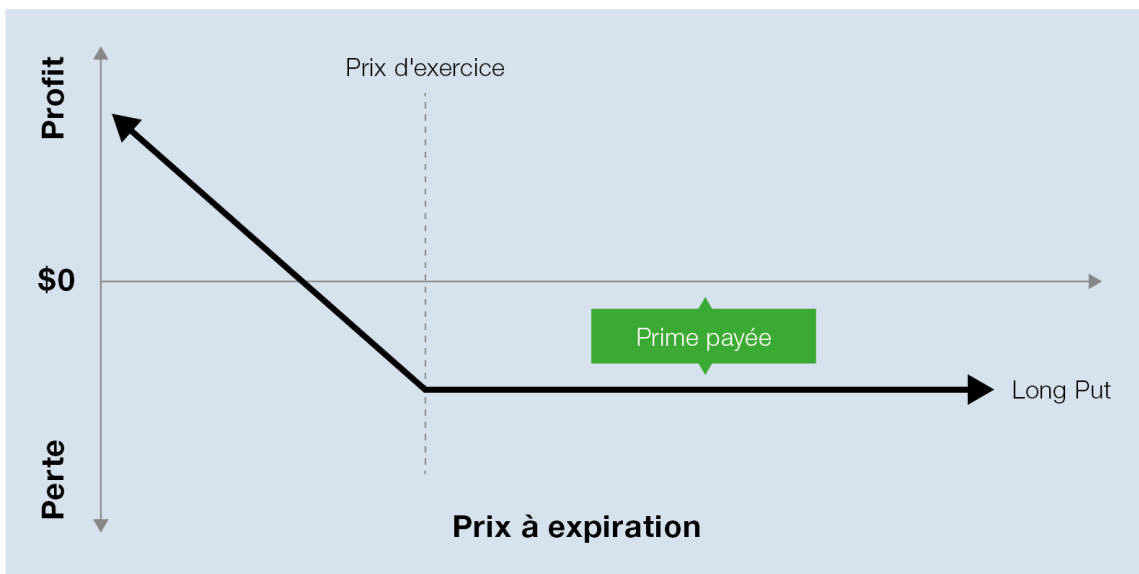 Profit
Prix d'exercice
$0
Prime payée
Long Put
Perte
Prix à expiration